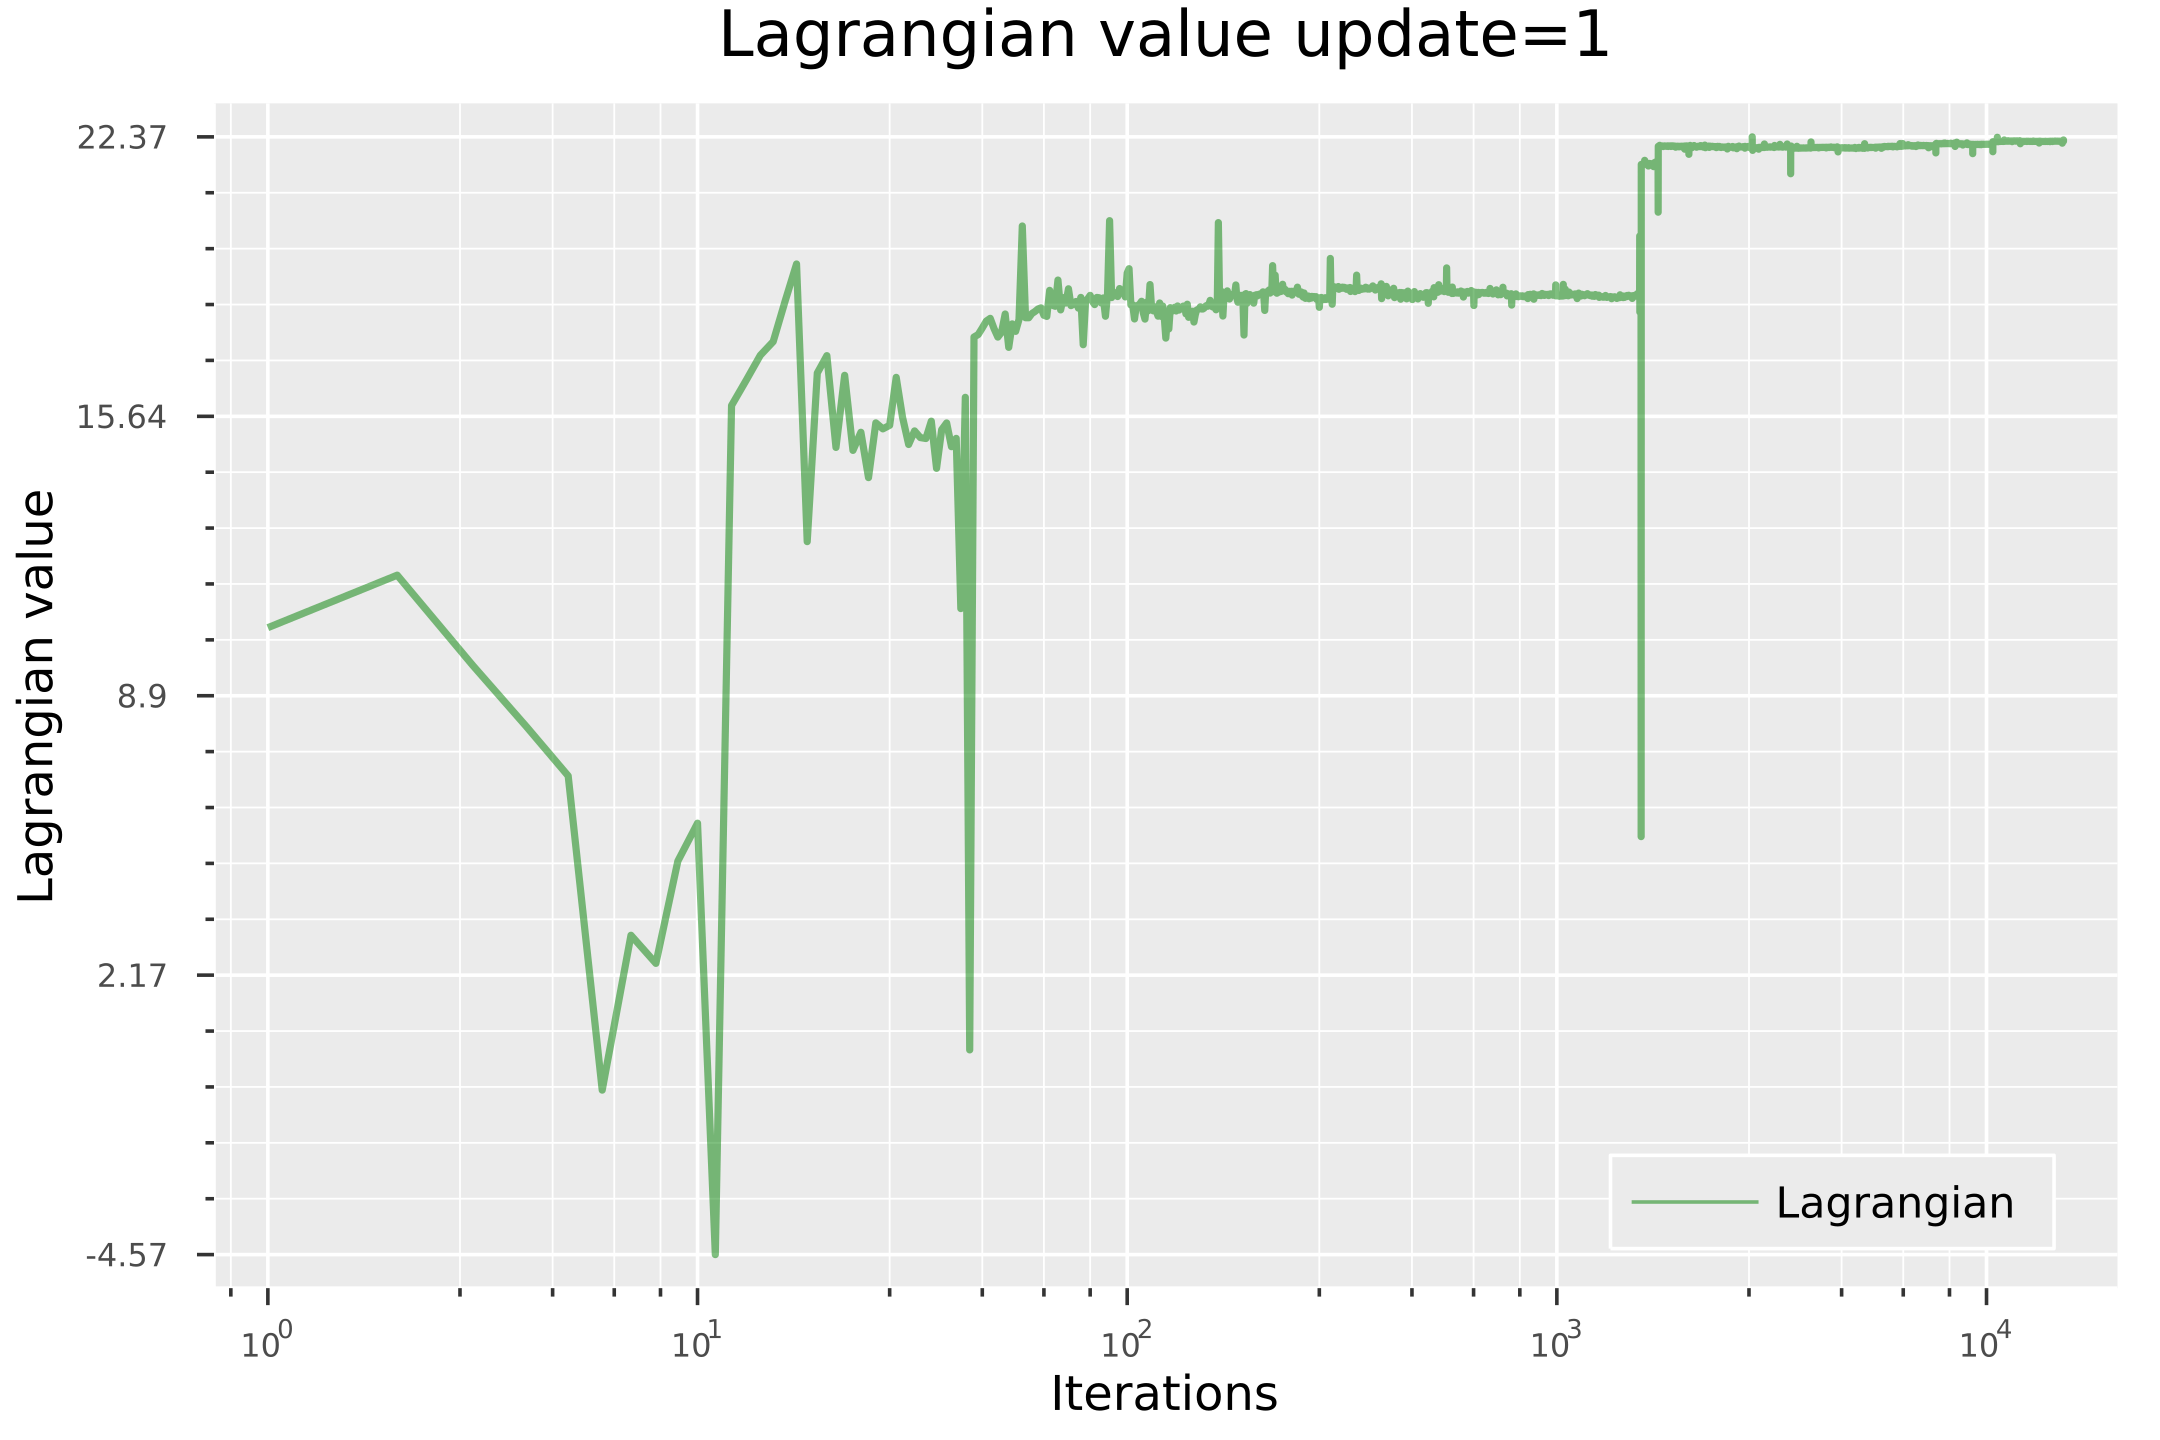 Lagrangian value update=1
22.37
15.64
8.9
2.17
-4.57
Lagrangian value
Lagrangian
10^0 10^1 10^2 10^3 10^4
Iterations